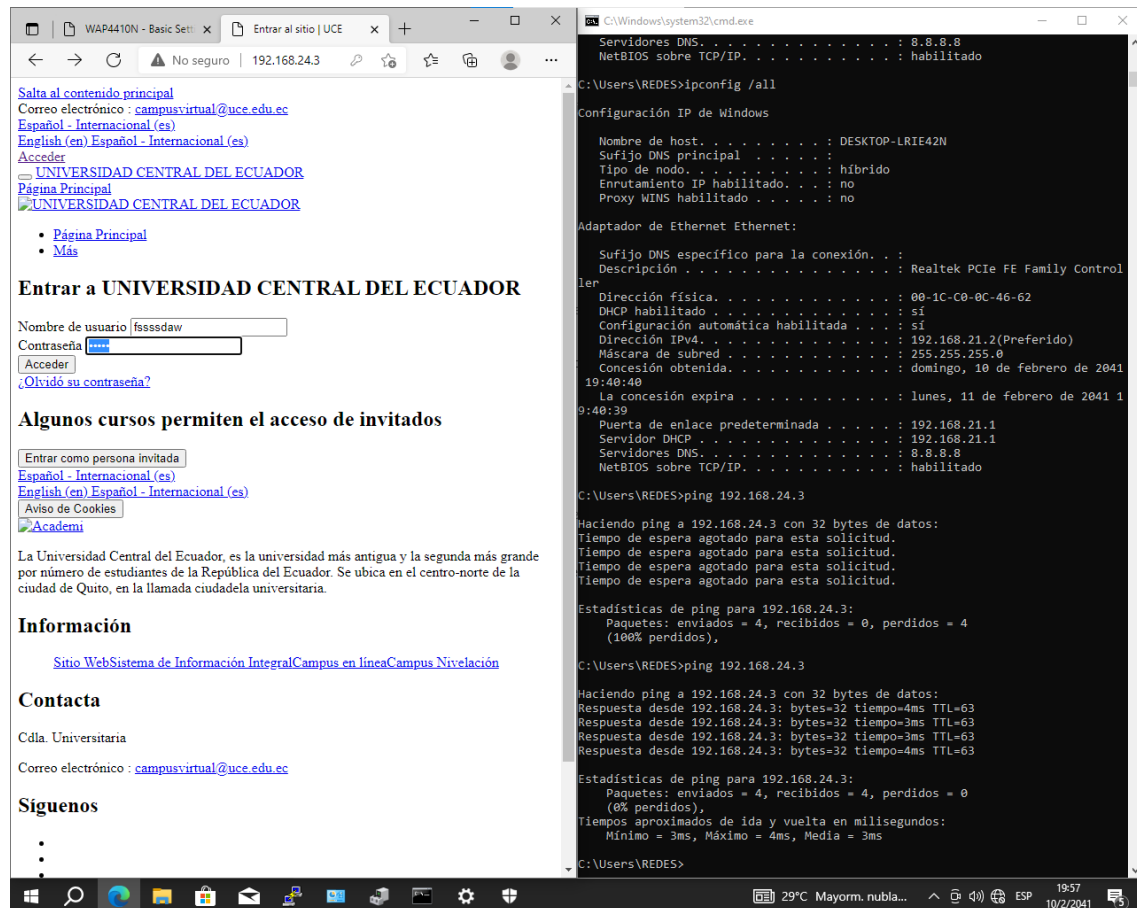 WAP4410N - Basic Sett
Entrar al sitio | UCE
No seguro
192.168.24.3
Salta al contenido principal
Correo electrónico : campusvirtual@uce.edu.ec
Español - Internacional (es)
English (en) Español - Internacional (es)
Acceder
UNIVERSIDAD CENTRAL DEL ECUADOR
Página Principal
UNIVERSIDAD CENTRAL DEL ECUADOR
• Página Principal
• Más
Entrar a UNIVERSIDAD CENTRAL DEL ECUADOR
Nombre de usuario fssssdaw
Contraseña •••••
Acceder
¿Olvidó su contraseña?
Algunos cursos permiten el acceso de invitados
Entrar como persona invitada
Español - Internacional (es)
English (en) Español - Internacional (es)
Aviso de Cookies
Academi
La Universidad Central del Ecuador, es la universidad más antigua y la segunda más grande
por número de estudiantes de la República del Ecuador. Se ubica en el centro-norte de la
ciudad de Quito, en la llamada ciudadela universitaria.
Información
Sitio WebSistema de Información IntegralCampus en líneaCampus Nivelación
Contacta
Cdla. Universitaria
Correo electrónico : campusvirtual@uce.edu.ec
Síguenos
C:\Windows\system32\cmd.exe
Servidores DNS. . . . . . . . . . . . . . : 8.8.8.8
NetBIOS sobre TCP/IP. . . . . . . . . . . : habilitado
C:\Users\REDES>ipconfig /all
Configuración IP de Windows
Nombre de host. . . . . . . . . : DESKTOP-LRIE42N
Sufijo DNS principal . . . . . :
Tipo de nodo. . . . . . . . . . : híbrido
Enrutamiento IP habilitado. . . : no
Proxy WINS habilitado . . . . . : no
Adaptador de Ethernet Ethernet:
Sufijo DNS específico para la conexión. . :
Descripción . . . . . . . . . . . . . . . : Realtek PCIe FE Family Control
ler
Dirección física. . . . . . . . . . . . . : 00-1C-C0-0C-46-62
DHCP habilitado . . . . . . . . . . . . . : sí
Configuración automática habilitada . . . : sí
Dirección IPv4. . . . . . . . . . . . . . : 192.168.21.2(Preferido)
Máscara de subred . . . . . . . . . . . . : 255.255.255.0
Concesión obtenida. . . . . . . . . . . . : domingo, 10 de febrero de 2041
19:40:40
La concesión expira . . . . . . . . . . . : lunes, 11 de febrero de 2041 1
9:40:39
Puerta de enlace predeterminada . . . . . : 192.168.21.1
Servidor DHCP . . . . . . . . . . . . . . : 192.168.21.1
Servidores DNS. . . . . . . . . . . . . . : 8.8.8.8
NetBIOS sobre TCP/IP. . . . . . . . . . . : habilitado
C:\Users\REDES>ping 192.168.24.3
Haciendo ping a 192.168.24.3 con 32 bytes de datos:
Tiempo de espera agotado para esta solicitud.
Tiempo de espera agotado para esta solicitud.
Tiempo de espera agotado para esta solicitud.
Tiempo de espera agotado para esta solicitud.
Estadísticas de ping para 192.168.24.3:
Paquetes: enviados = 4, recibidos = 0, perdidos = 4
(100% perdidos),
C:\Users\REDES>ping 192.168.24.3
Haciendo ping a 192.168.24.3 con 32 bytes de datos:
Respuesta desde 192.168.24.3: bytes=32 tiempo=4ms TTL=63
Respuesta desde 192.168.24.3: bytes=32 tiempo=3ms TTL=63
Respuesta desde 192.168.24.3: bytes=32 tiempo=3ms TTL=63
Respuesta desde 192.168.24.3: bytes=32 tiempo=4ms TTL=63
Estadísticas de ping para 192.168.24.3:
Paquetes: enviados = 4, recibidos = 4, perdidos = 0
(0% perdidos),
Tiempos aproximados de ida y vuelta en milisegundos:
Mínimo = 3ms, Máximo = 4ms, Media = 3ms
C:\Users\REDES>
29°C Mayorm. nubla...
ESP
19:57
10/2/2041
5